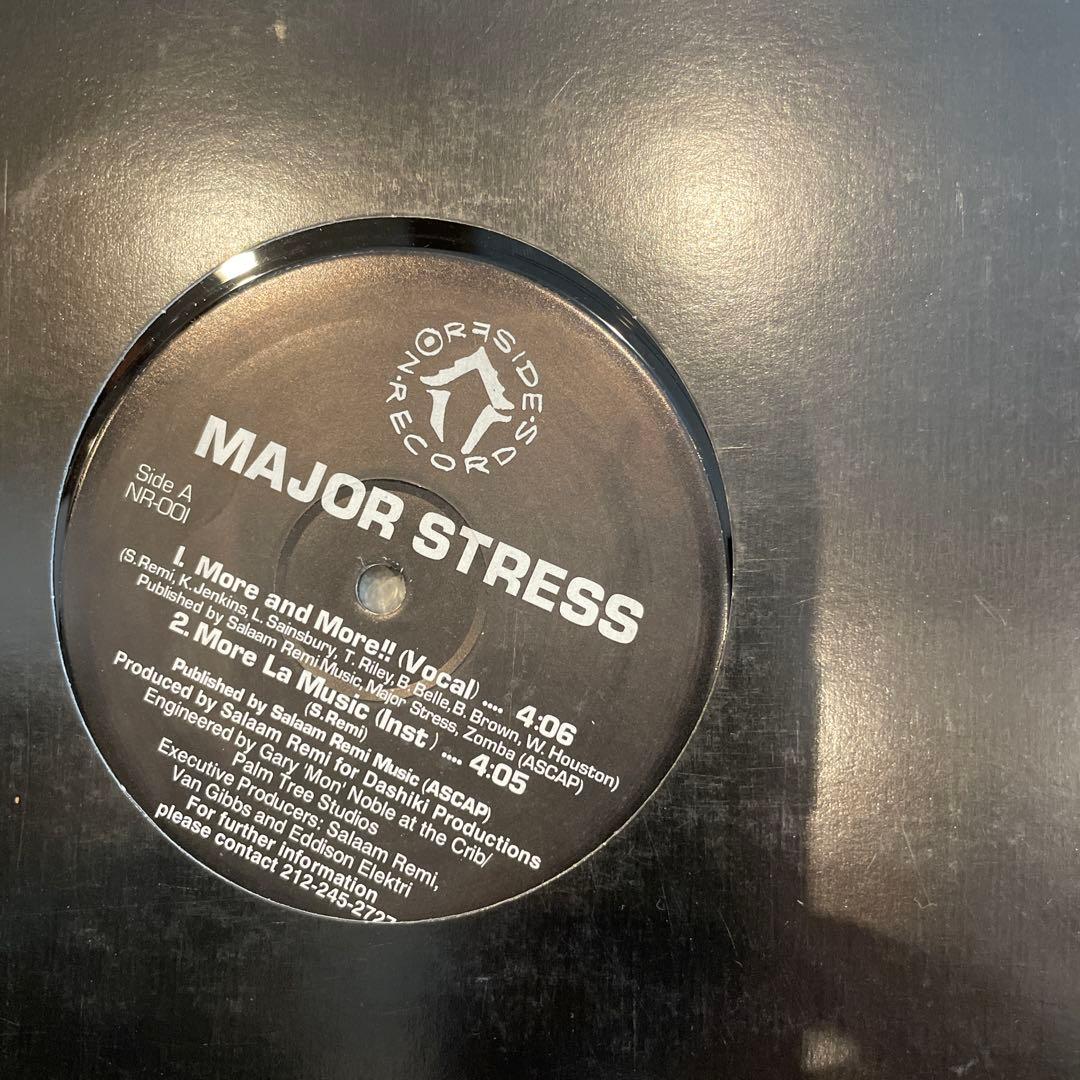 NORESIDE'S RECORDS
MAJOR STRESS
Side A
NR-001
1. More and More!! (Vocal) .... 4:06
(S. Remi, K. Jenkins, L. Sainsbury, T. Riley, B. Belle, B. Brown, W. Houston)
Published by Salaam Remi Music, Major Stress, Zomba (ASCAP)
2. More La Music (Inst ) .... 4:05
(S. Remi)
Published by Salaam Remi Music (ASCAP)
Produced by Salaam Remi for Dashiki Productions
Engineered by Gary 'Mon' Noble at the Crib/
Palm Tree Studios
Executive Producers: Salaam Remi,
Van Gibbs and Eddison Elektri
For further information
please contact 212-245-2727